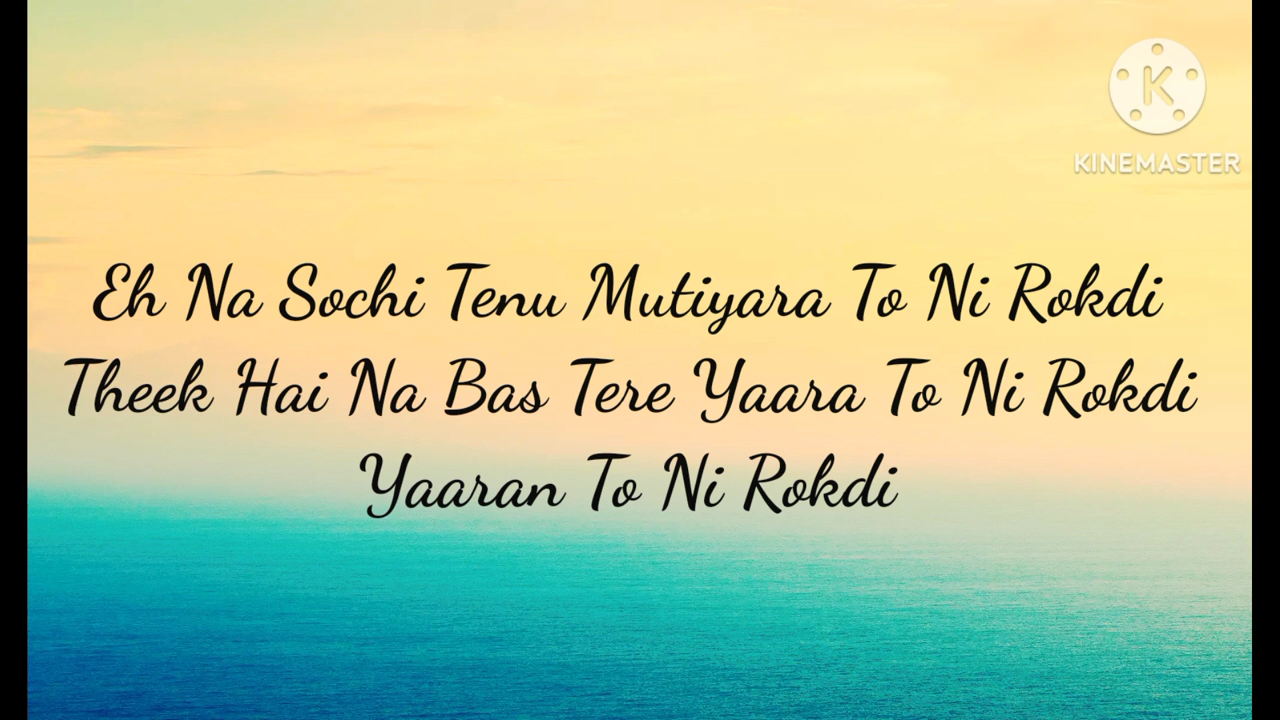 K
KINEMASTER
Eh Na Sochi Tenu Mutiyara To Ni Rokdi
Theek Hai Na Bas Tere Yaara To Ni Rokdi
Yaaran To Ni Rokdi